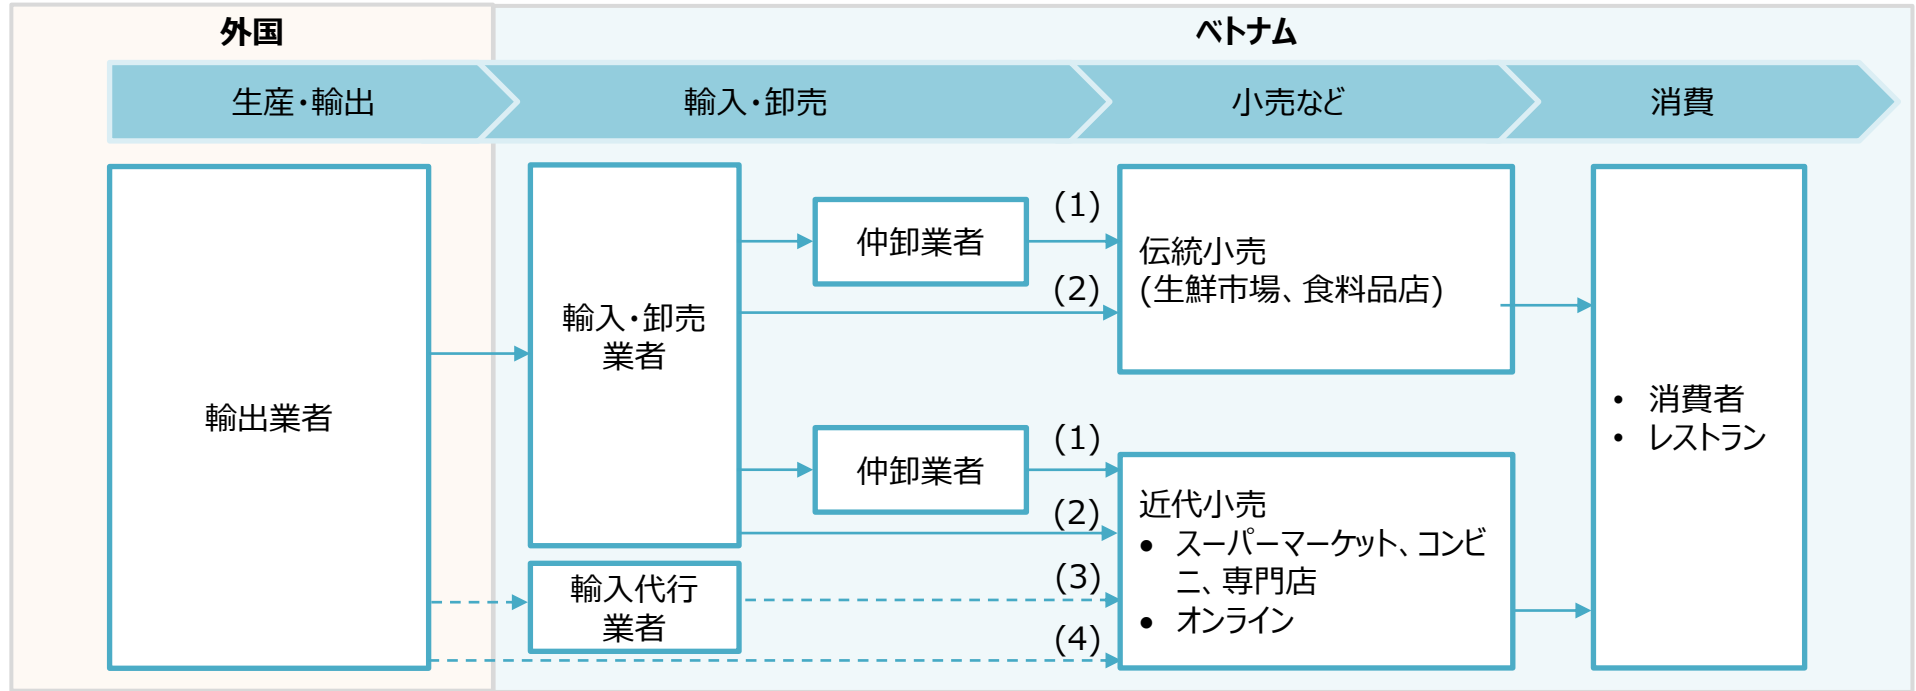 外国
ベトナム
生産・輸出
輸入・卸売
小売など
消費
輸出業者
輸入・卸売
業者
仲卸業者
(1)
(2)
伝統小売
(生鮮市場、食料品店)
仲卸業者
(1)
(2)
輸入代行
業者
(3)
(4)
近代小売
• スーパーマーケット、コンビ
ニ、専門店
• オンライン
• 消費者
• レストラン